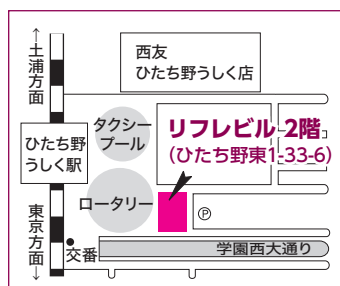 ←土浦方面
西友
ひたち野うしく店
タクシー
プール
リフレビル 2階
(ひたち野東1-33-6)
ひたち野
うしく駅
ロータリー
P
東京方面→
交番
学園西大通り